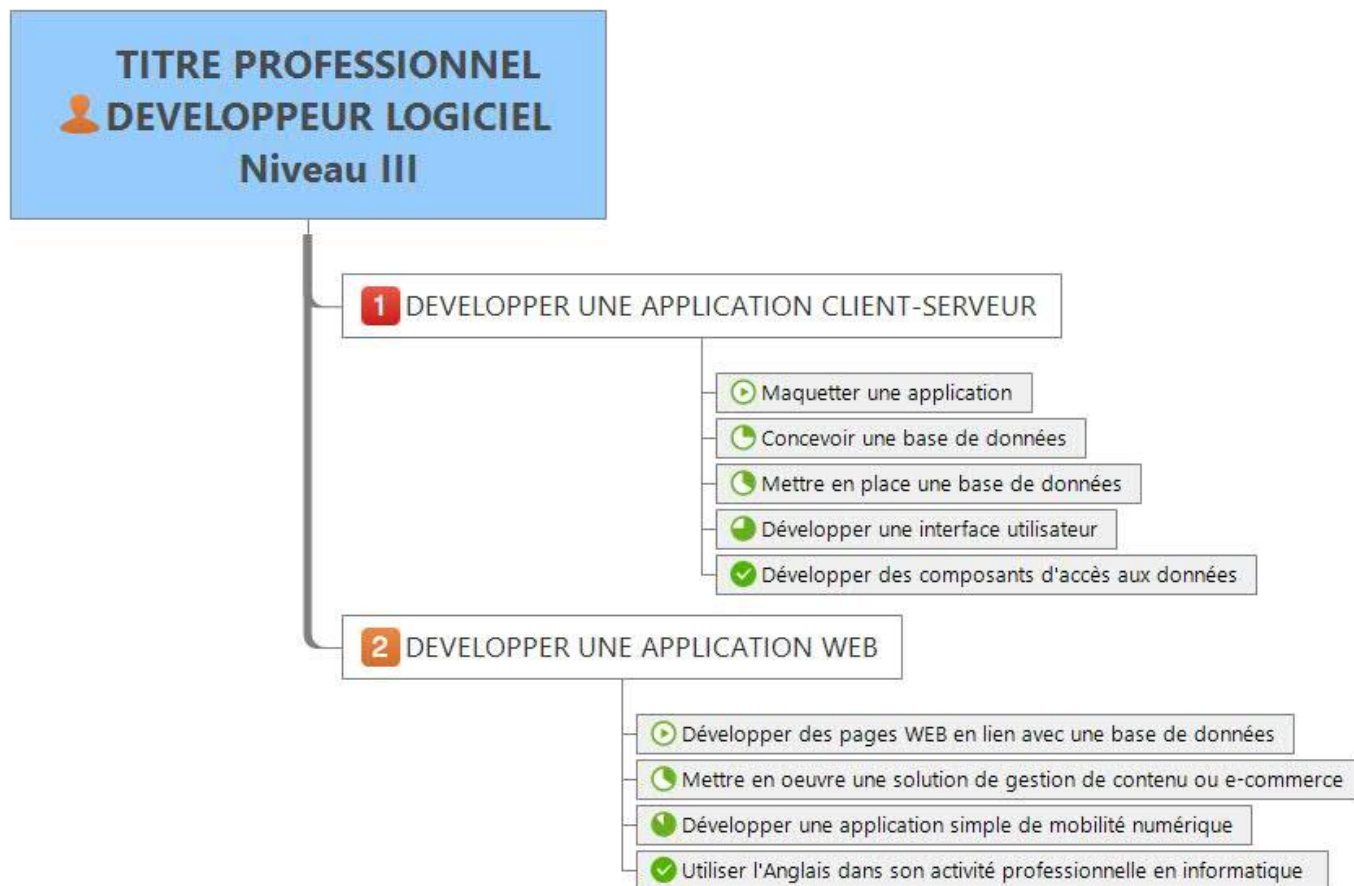 TITRE PROFESSIONNEL
DEVELOPPEUR LOGICIEL
Niveau III
1 DEVELOPPER UNE APPLICATION CLIENT-SERVEUR
Maquetter une application
Concevoir une base de données
Mettre en place une base de données
Développer une interface utilisateur
Développer des composants d'accès aux données
2 DEVELOPPER UNE APPLICATION WEB
Développer des pages WEB en lien avec une base de données
Mettre en oeuvre une solution de gestion de contenu ou e-commerce
Développer une application simple de mobilité numérique
Utiliser l'Anglais dans son activité professionnelle en informatique